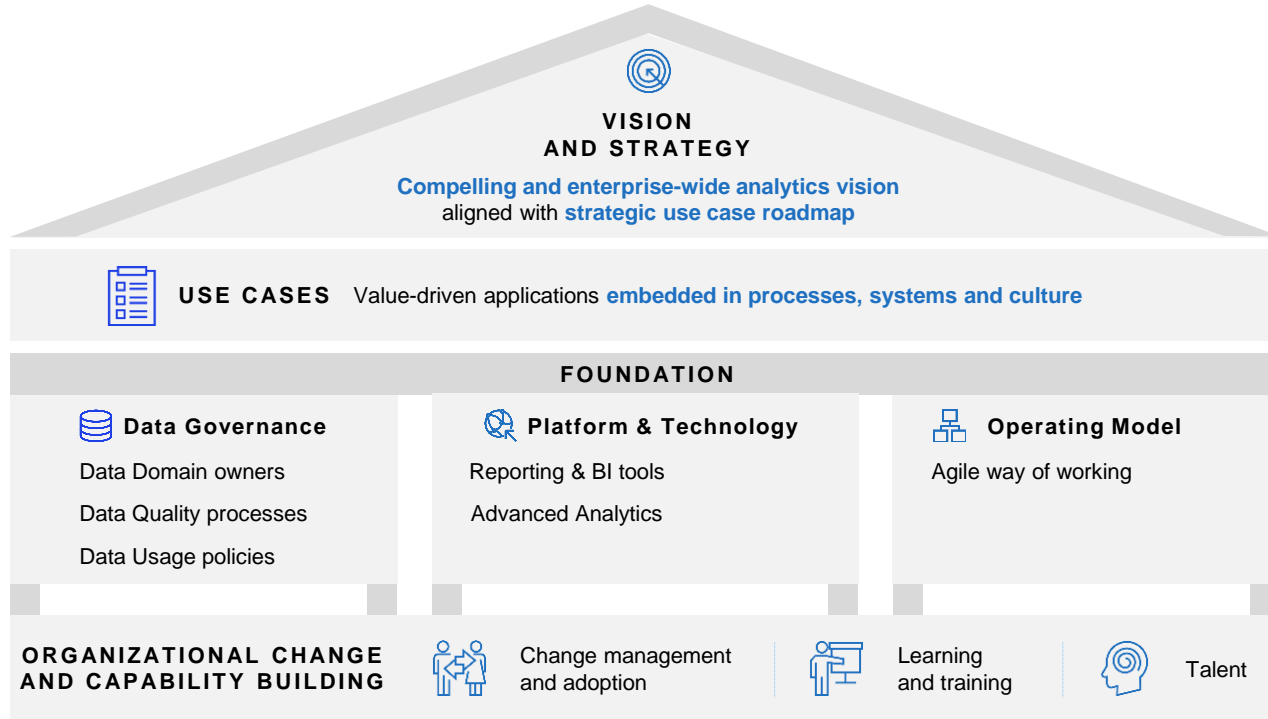 VISION
AND STRATEGY
Compelling and enterprise-wide analytics vision
aligned with strategic use case roadmap
USE CASES Value-driven applications embedded in processes, systems and culture
FOUNDATION
Data Governance
Data Domain owners
Data Quality processes
Data Usage policies
Platform & Technology
Reporting & BI tools
Advanced Analytics
Operating Model
Agile way of working
ORGANIZATIONAL CHANGE
AND CAPABILITY BUILDING
Change management
and adoption
Learning
and training
Talent